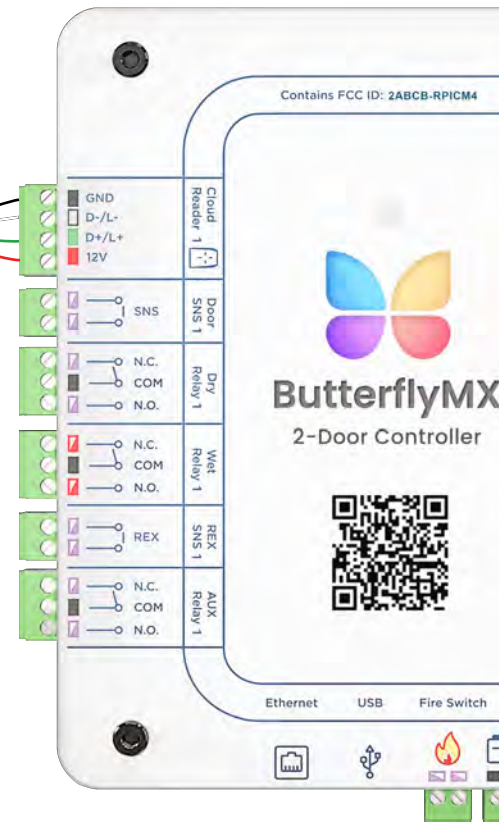 Contains FCC ID: 2ABCB-RPICM4
GND
D-/L-
D+/L+
12V
Cloud
Reader 1
SNS
Door
SNS 1
N.C.
COM
N.O.
Dry
Relay 1
N.C.
COM
N.O.
Wet
Relay 1
REX
REX
SNS 1
N.C.
COM
N.O.
AUX
Relay 1
ButterflyMX
2-Door Controller
Ethernet
USB
Fire Switch